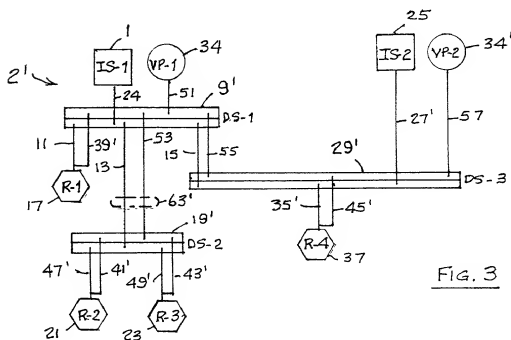 1
34
25
34'
2'
IS-1
VP-1
IS-2
VP-2
24
51
9'
DS-1
11
39'
13
53
15
55
27'
57
29'
DS-3
R-1
17
63'
35'
45'
R-4
37
19'
DS-2
47'
41'
49'
43'
R-2
R-3
21
23
FIG. 3